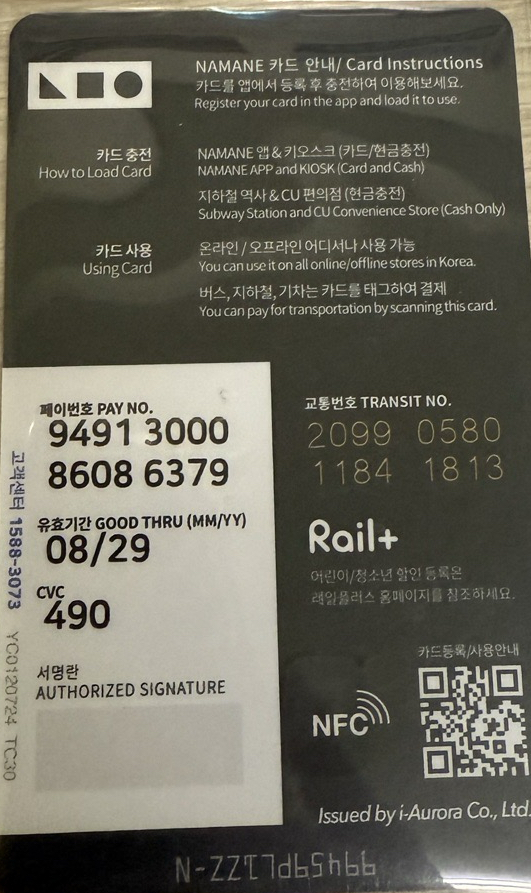 NAMANE 카드 안내/ Card Instructions
카드를 앱에서 등록 후 충전하여 이용해보세요.
Register your card in the app and load it to use.
카드 충전
How to Load Card
NAMANE 앱 & 키오스크 (카드/현금충전)
NAMANE APP and KIOSK (Card and Cash)
지하철 역사 & CU 편의점 (현금충전)
Subway Station and CU Convenience Store (Cash Only)
카드 사용
Using Card
온라인 / 오프라인 어디서나 사용 가능
You can use it on all online/offline stores in Korea.
버스, 지하철, 기차는 카드를 태그하여 결제
You can pay for transportation by scanning this card.
페이번호 PAY NO.
9491 3000
8608 6379
유효기간 GOOD THRU (MM/YY)
08/29
CVC
490
서명란
AUTHORIZED SIGNATURE
고객센터 1588-3073
YC0120724 TC30
교통번호 TRANSIT NO.
2099 0580
1184 1813
Rail+
어린이/청소년 할인 등록은
레일플러스 홈페이지를 참조하세요.
카드등록/사용안내
NFC
Issued by i-Aurora Co., Ltd.